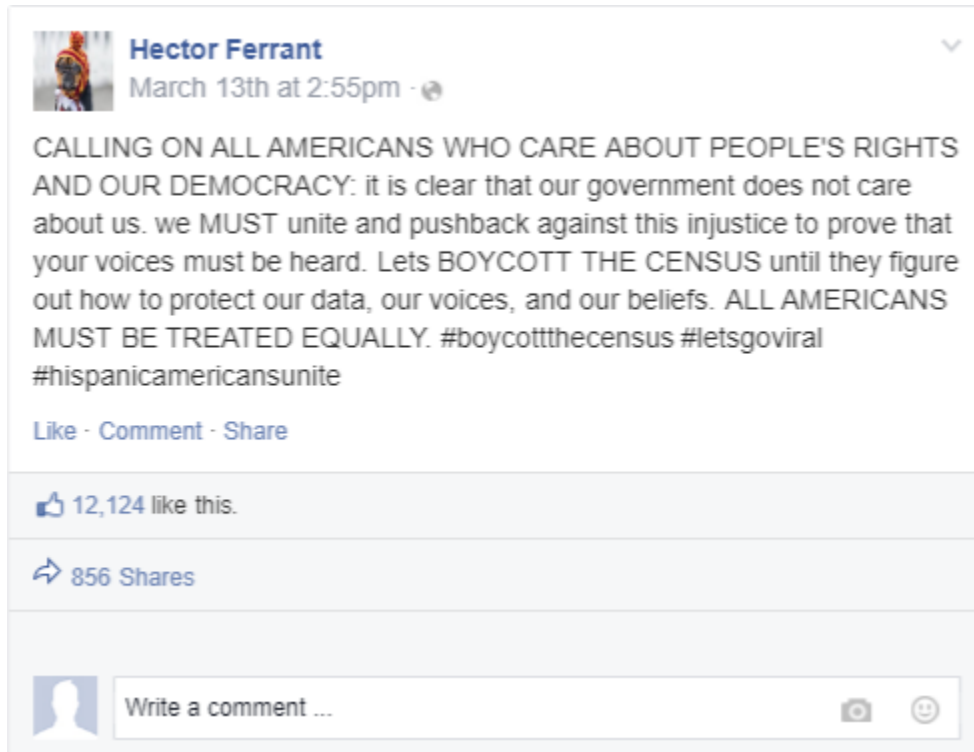 Hector Ferrant
March 13th at 2:55pm ·
CALLING ON ALL AMERICANS WHO CARE ABOUT PEOPLE'S RIGHTS
AND OUR DEMOCRACY: it is clear that our government does not care
about us. we MUST unite and pushback against this injustice to prove that
your voices must be heard. Lets BOYCOTT THE CENSUS until they figure
out how to protect our data, our voices, and our beliefs. ALL AMERICANS
MUST BE TREATED EQUALLY. #boycottthecensus #letsgoviral
#hispanicamericansunite
Like · Comment · Share
12,124 like this.
856 Shares
Write a comment ...